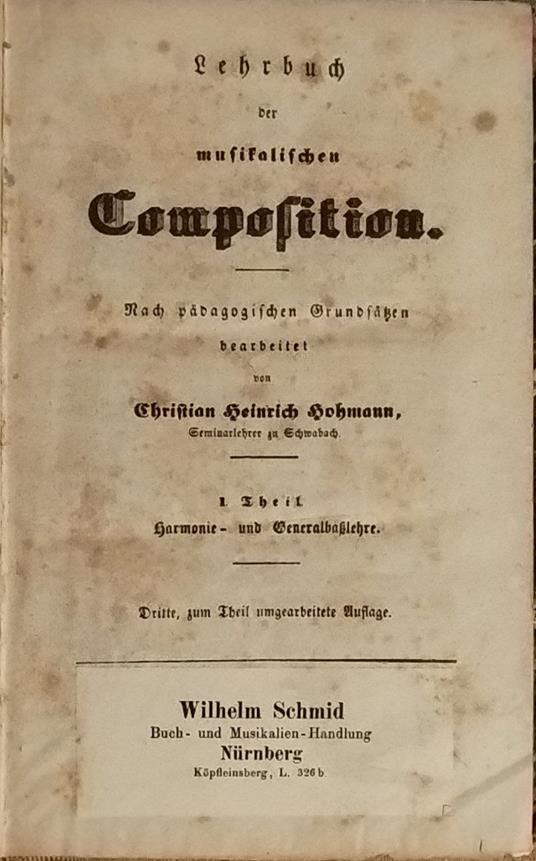 Lehrbuch
der
musikalischen
Composition.
Nach pädagogischen Grundsätzen
bearbeitet
von
Christian Heinrich Hohmann,
Seminarlehrer zu Schwabach.
I. Theil.
Harmonie- und Generalbaßlehre.
Dritte, zum Theil umgearbeitete Auflage.
Wilhelm Schmid
Buch- und Musikalien-Handlung
Nürnberg
Köpfleinsberg, L. 326 b